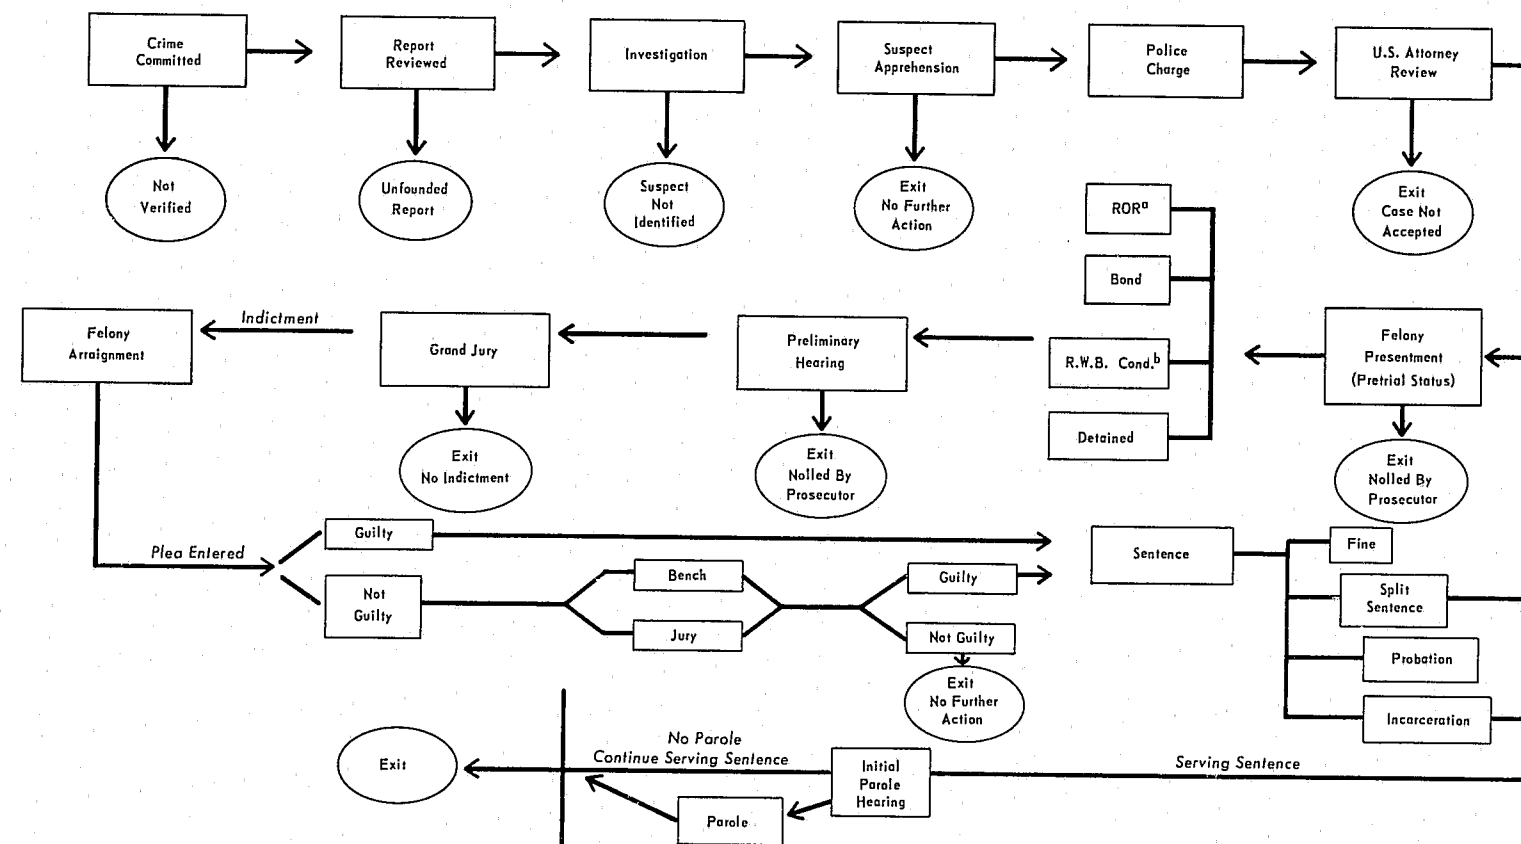 Crime
Committed
Report
Reviewed
Investigation
Suspect
Apprehension
Police
Charge
U.S. Attorney
Review
Not
Verified
Unfounded
Report
Suspect
Not
Identified
Exit
No Further
Action
Exit
Case Not
Accepted
RORa
Bond
R.W.B. Cond.b
Detained
Felony
Presentment
(Pretrial Status)
Exit
Nolled By
Prosecutor
Preliminary
Hearing
Exit
Nolled By
Prosecutor
Grand Jury
Exit
No Indictment
Indictment
Felony
Arraignment
Plea Entered
Guilty
Not
Guilty
Bench
Jury
Guilty
Not Guilty
Exit
No Further
Action
Sentence
Fine
Split
Sentence
Probation
Incarceration
Serving Sentence
Initial
Parole
Hearing
No Parole
Continue Serving Sentence
Parole
Exit